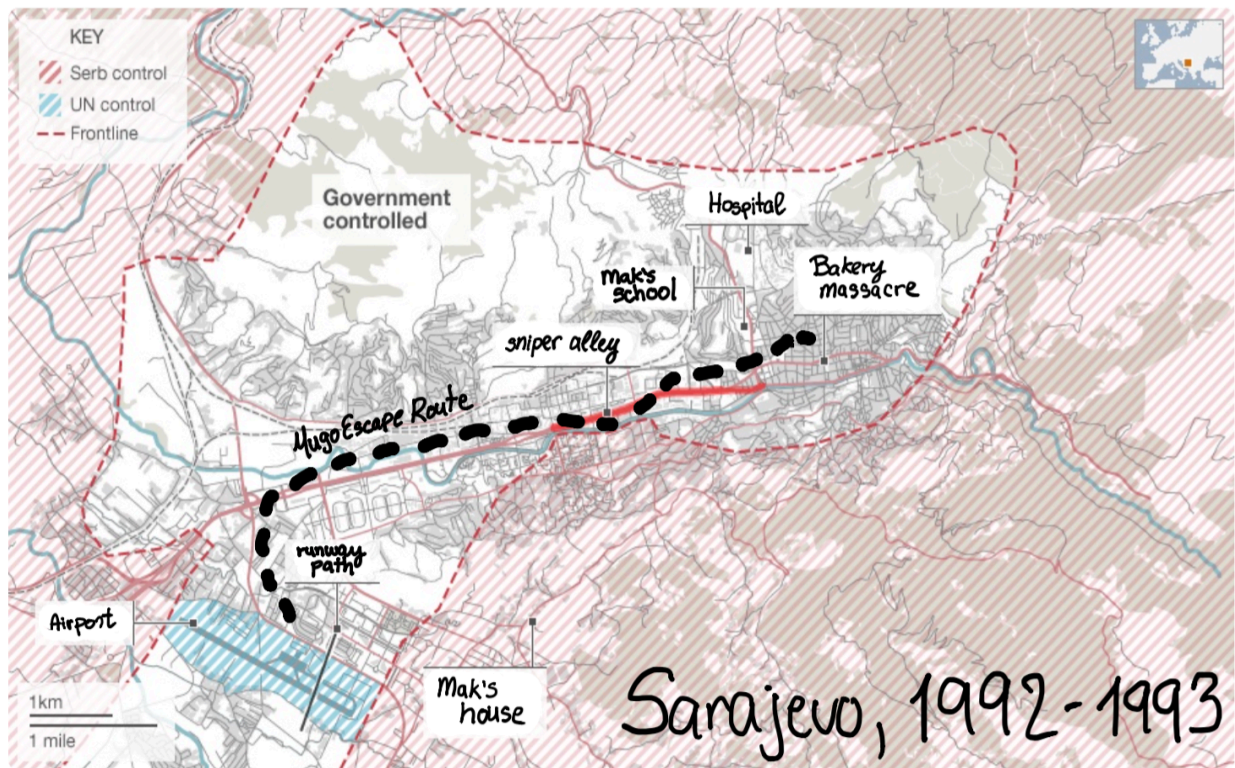 KEY
Serb control
UN control
Frontline
Government
controlled
Hospital
Mak's
school
Bakery
massacre
sniper alley
Yugo Escape Route
runway
path
Airport
Mak's
house
1km
1 mile
Sarajevo, 1992-1993